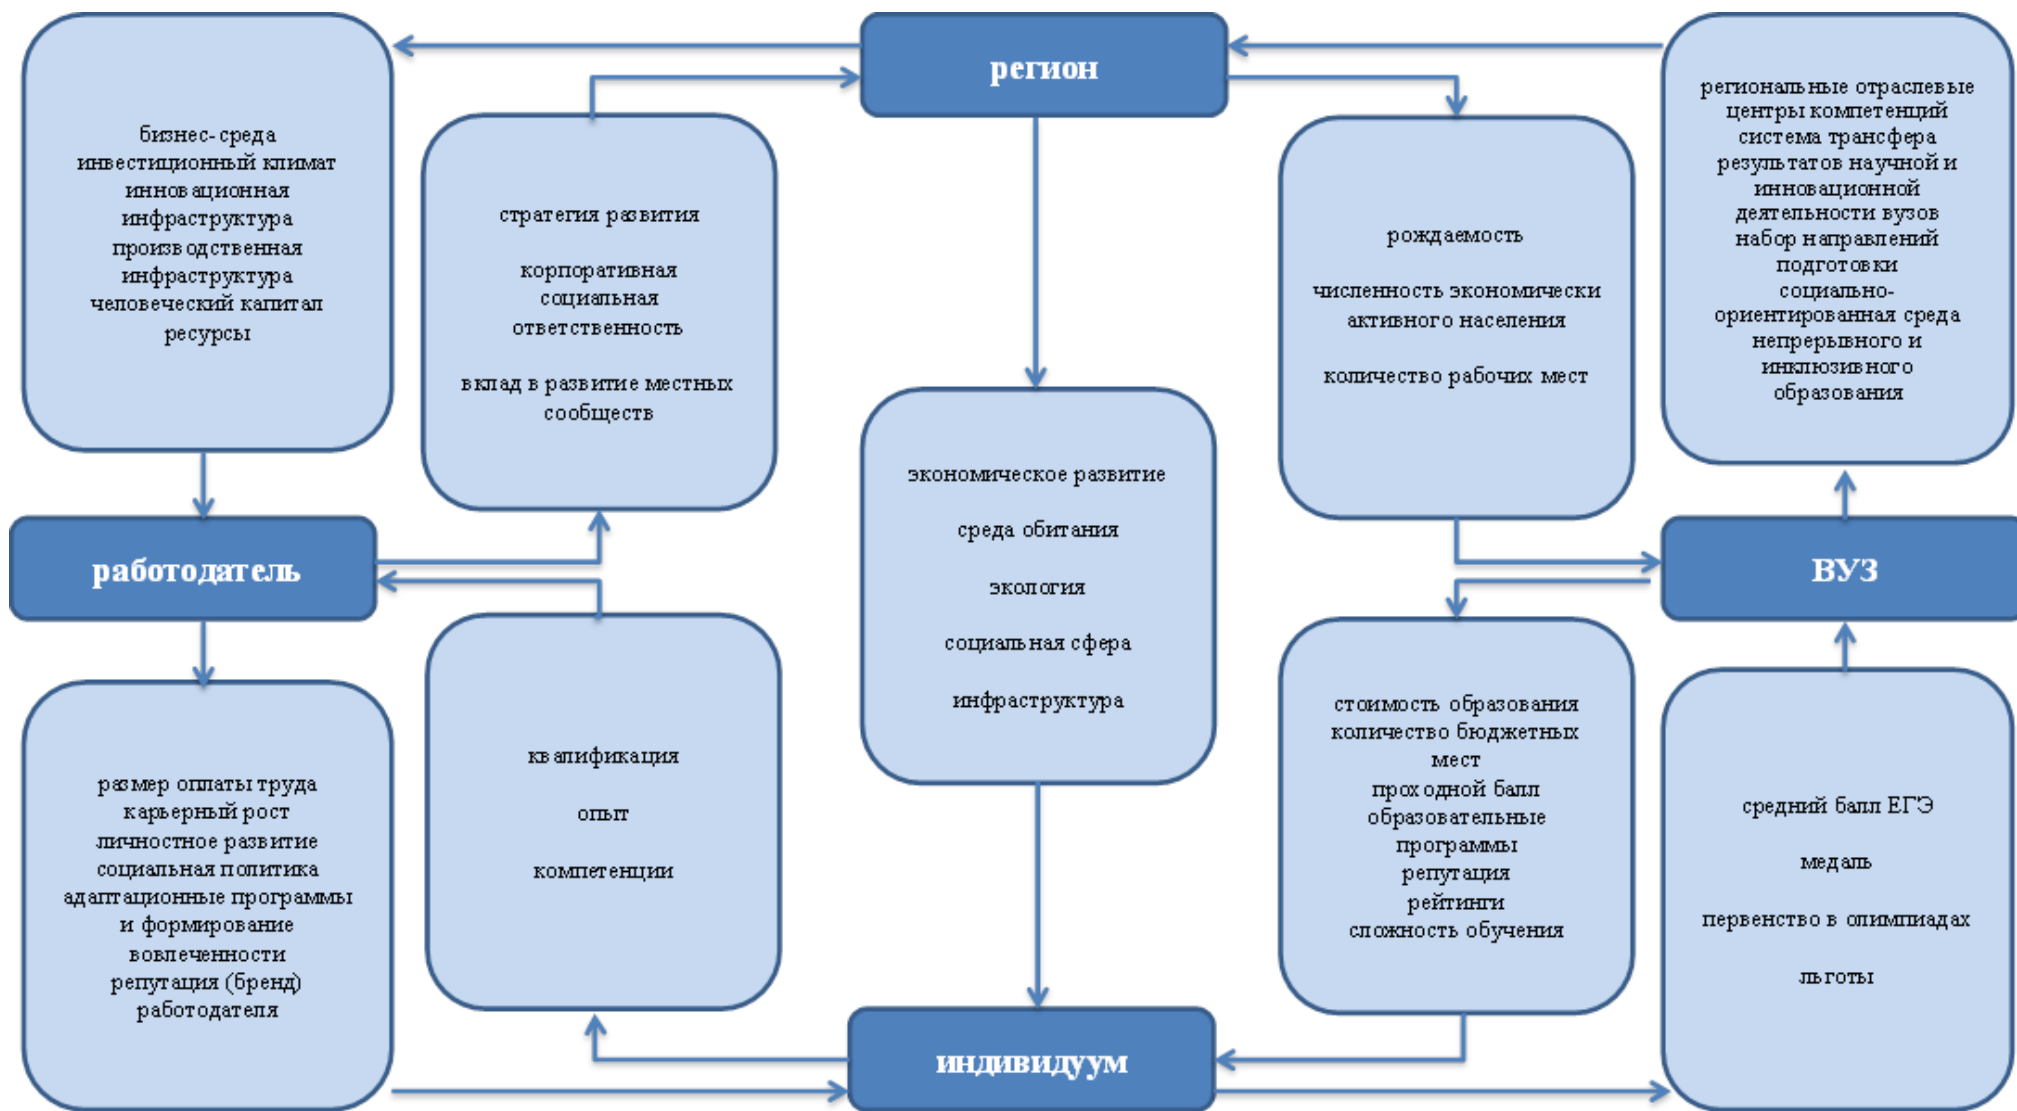 регион
бизнес-среда
инвестиционный климат
инновационная
инфраструктура
производственная
инфраструктура
человеческий капитал
ресурсы
стратегия развития
корпоративная
социальная
ответственность
вклад в развитие местных
сообществ
рождаемость
численность экономически
активного населения
количество рабочих мест
региональные отраслевые
центры компетенций
система трансфера
результатов научной и
инновационной
деятельности вузов
набор направлений
подготовки
социально-
ориентированная среда
непрерывного и
инклюзивного
образования
экономическое развитие
среда обитания
экология
социальная сфера
инфраструктура
работодатель
ВУЗ
размер оплаты труда
карьерный рост
личностное развитие
социальная политика
адаптационные программы
и формирование
вовлеченности
репутация (бренд)
работодателя
квалификация
опыт
компетенции
стоимость образования
количество бюджетных
мест
проходной балл
образовательные
программы
репутация
рейтинги
сложность обучения
средний балл ЕГЭ
медаль
первенство в олимпиадах
льготы
индивидуум